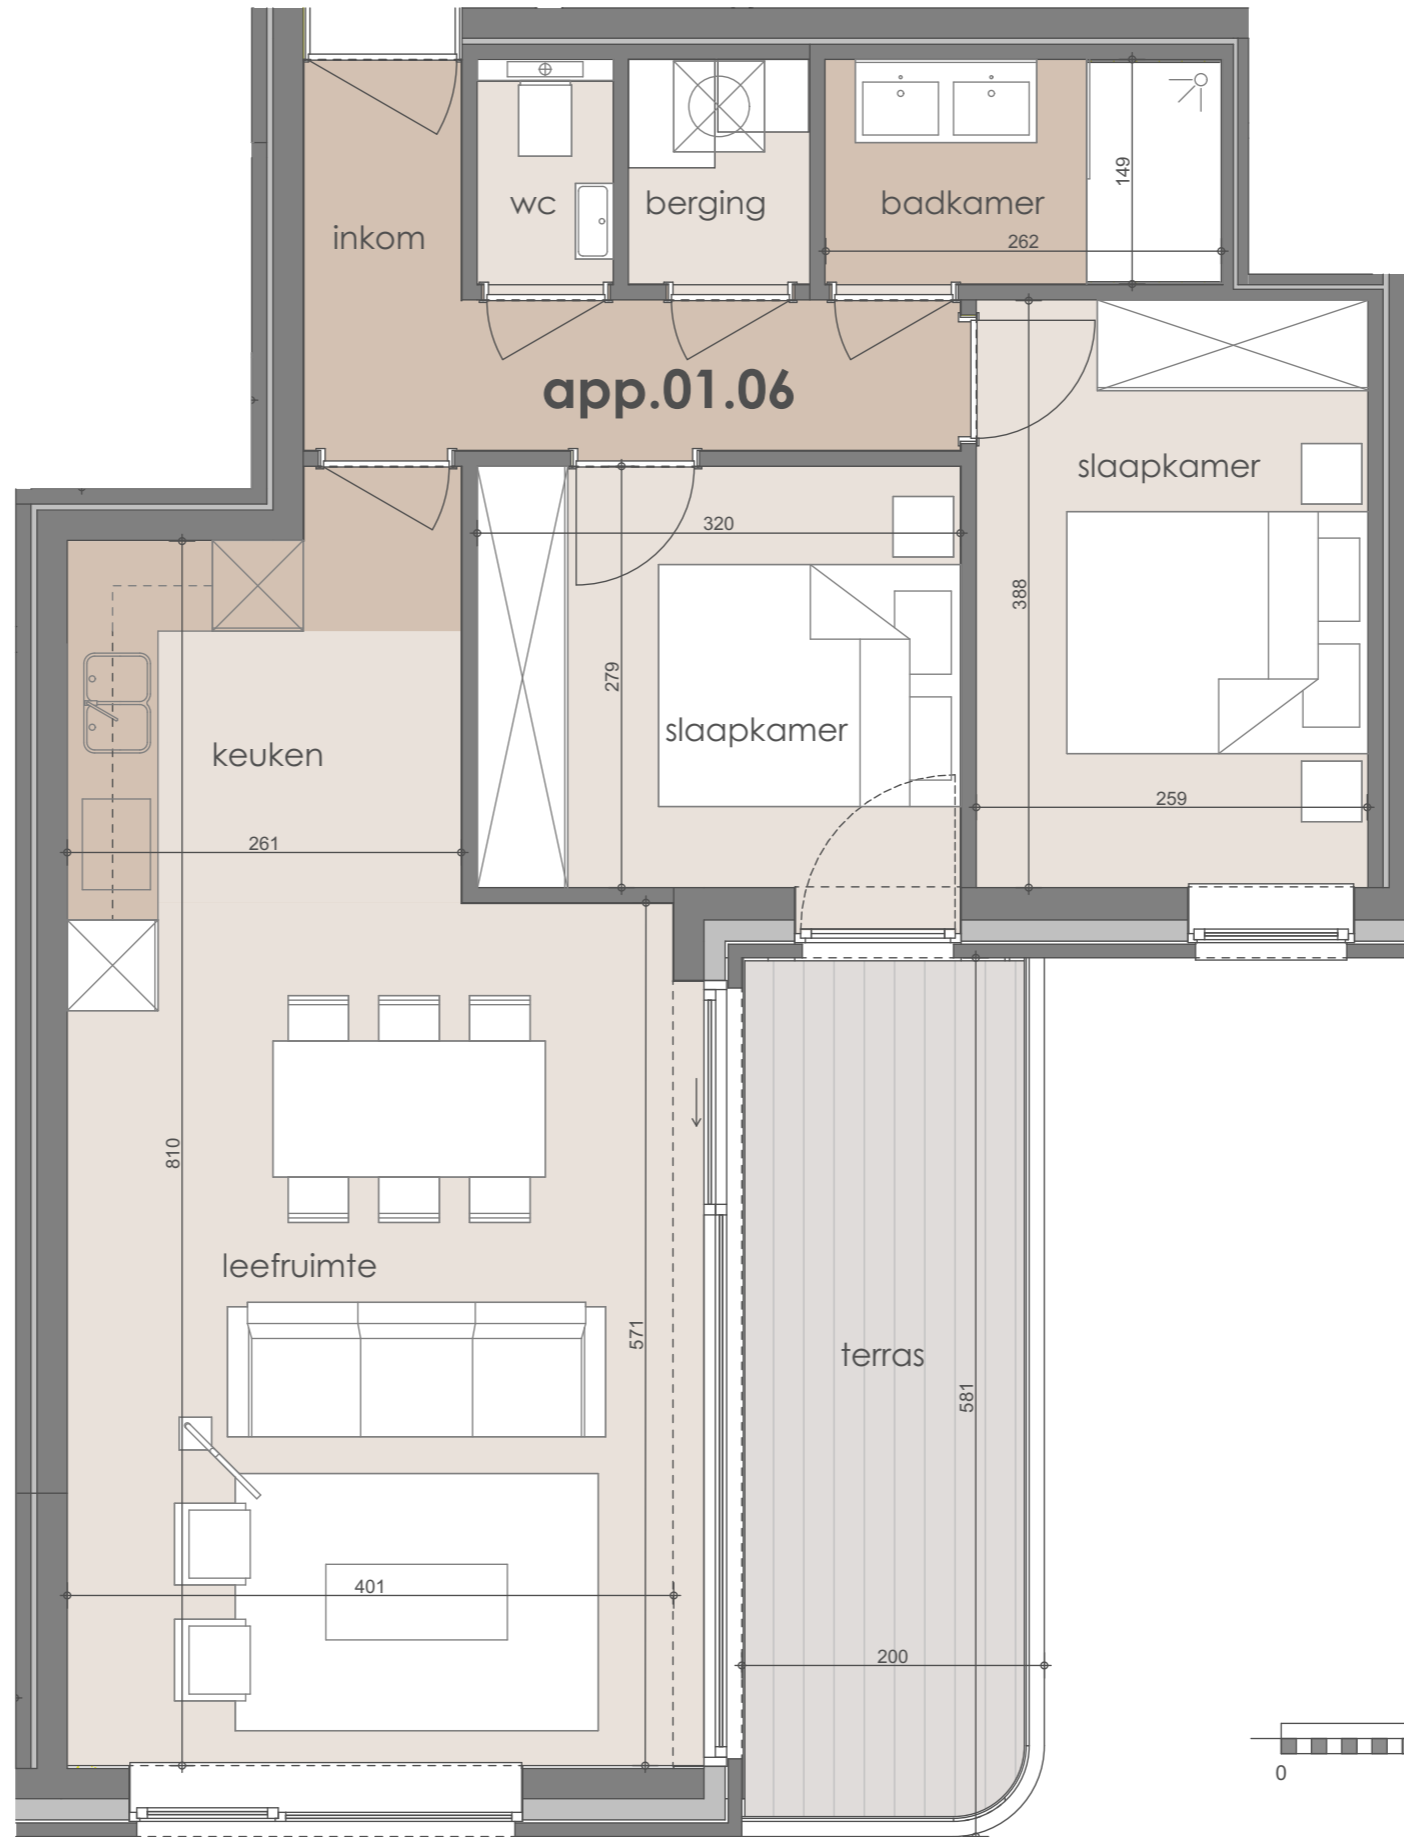 wc
berging
badkamer
149
inkom
262
app.01.06
slaapkamer
320
388
279
slaapkamer
keuken
259
261
810
leefruimte
571
terras
581
401
200
0